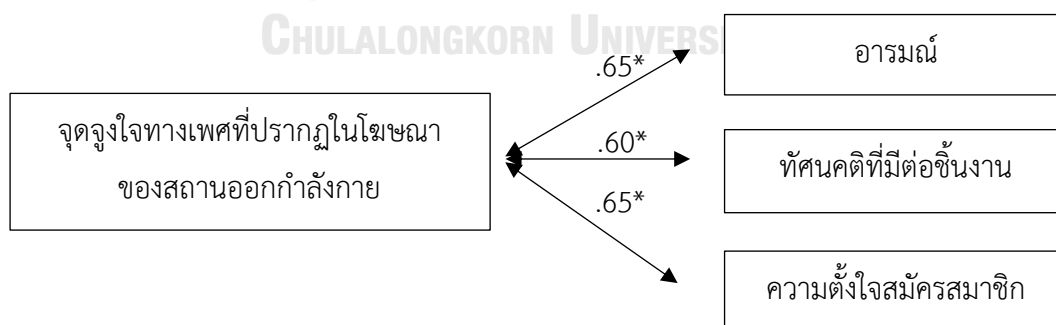 CHULALONGKORN UNIVERS
.65*
อารมณ์
จุดจูงใจทางเพศที่ปรากฏในโฆษณา
ของสถานออกกำลังกาย
.60*
ทัศนคติที่มีต่อชิ้นงาน
.65*
ความตั้งใจสมัครสมาชิก